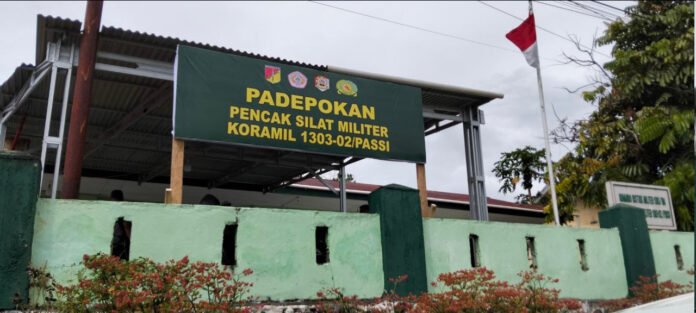 PADEPOKAN
PENCAK SILAT MILITER
KORAMIL 1303-02/PASSI